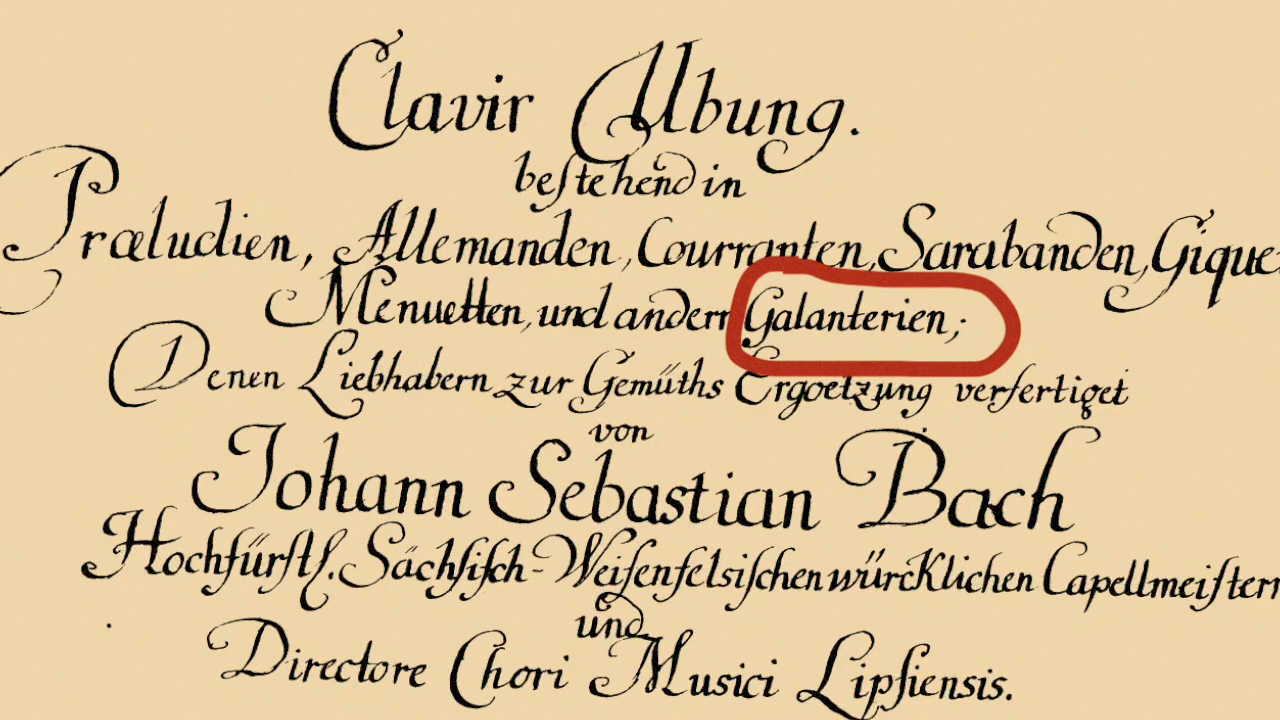 Clavir Ubung.
bestehend in
Præludien, Allemanden, Courranten, Sarabanden, Gique
Menuetten, und andern Galanterien;
Denen Liebhabern zur Gemüths Ergoetzung verfertiget
von
Johann Sebastian Bach
Hochfürstl. Sächsisch-Weisenfelsischen würcklichen Capellmeistern
und
Directore Chori Musici Lipsiensis.